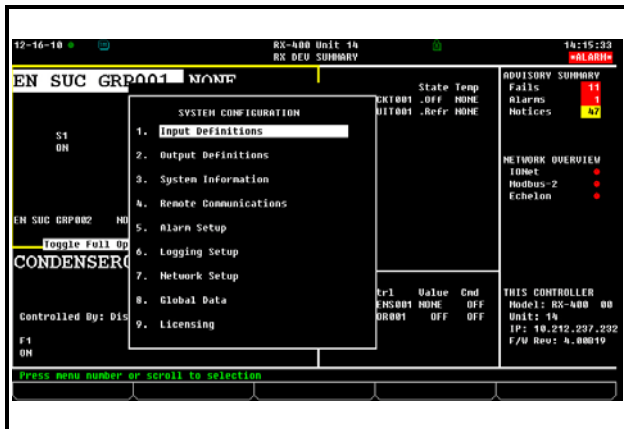 12-16-10
RX-400 Unit 14
14:15:33
RX DEV SUMMARY
*ALARM*
EN SUC GRP001 NONE
State Temp
CKT001 .OFF NONE
UIT001 .Refr NONE
S1
ON
EN SUC GRP002
Toggle Full Op
CONDENSER
Controlled By: Dis
F1
ON
SYSTEM CONFIGURATION
1. Input Definitions
2. Output Definitions
3. System Information
4. Remote Communications
5. Alarm Setup
6. Logging Setup
7. Network Setup
8. Global Data
9. Licensing
trl Value Cmd
ENS001 NONE OFF
OR001 OFF OFF
ADVISORY SUMMARY
Fails 11
Alarms 1
Notices 47
NETWORK OVERVIEW
IONet
Modbus-2
Echelon
THIS CONTROLLER
Model: RX-400 00
Unit: 14
IP: 10.212.237.232
F/W Rev: 4.00B19
Press menu number or scroll to selection